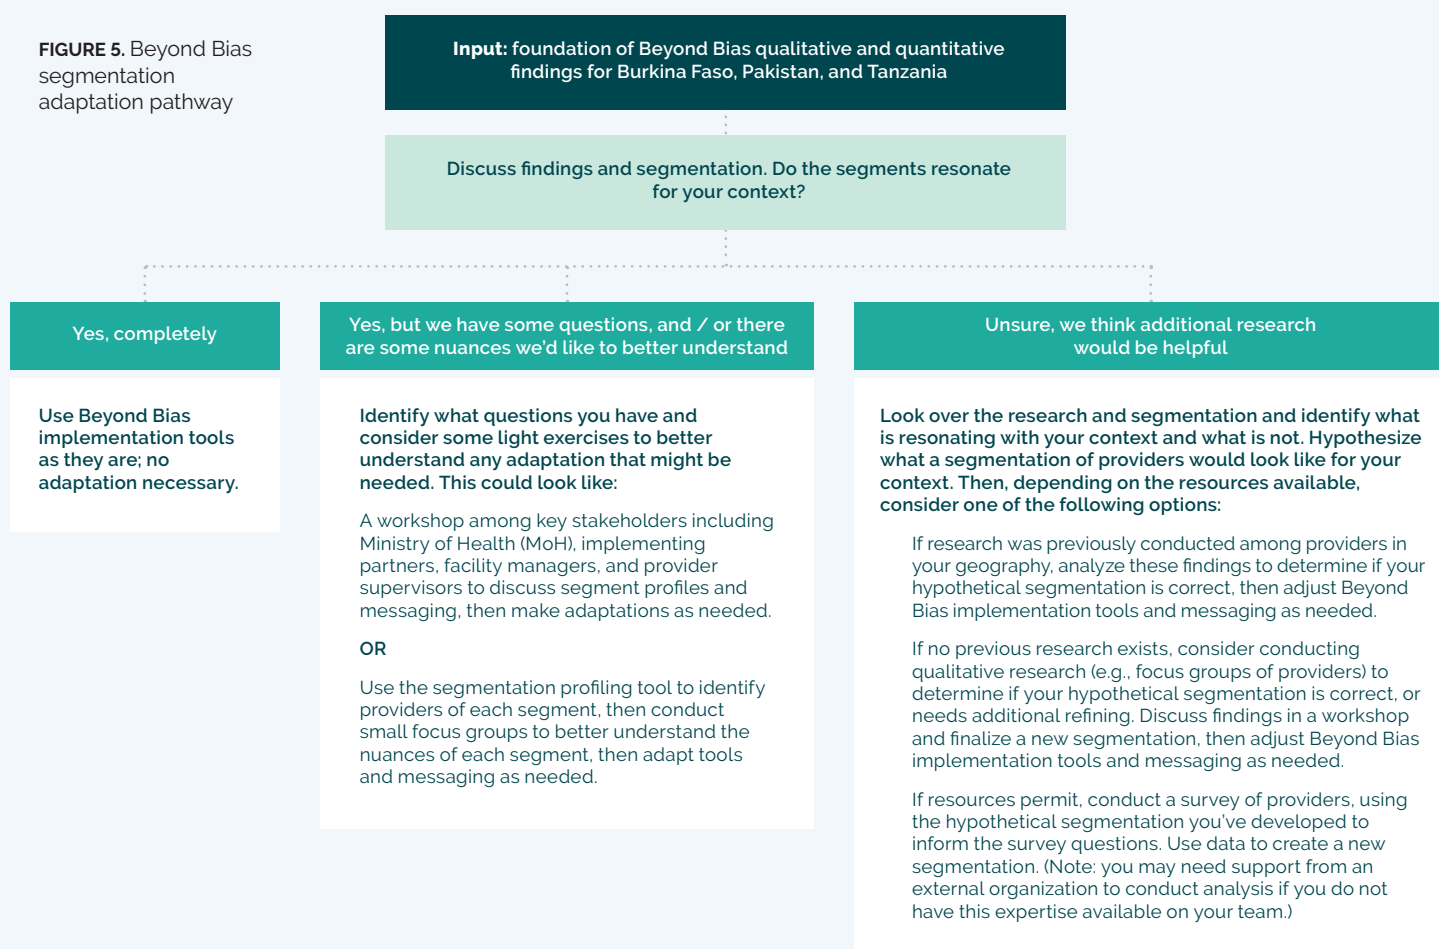 FIGURE 5. Beyond Bias
segmentation
adaptation pathway
Input: foundation of Beyond Bias qualitative and quantitative
findings for Burkina Faso, Pakistan, and Tanzania
Discuss findings and segmentation. Do the segments resonate
for your context?
Yes, completely
Use Beyond Bias
implementation tools
as they are; no
adaptation necessary.
Yes, but we have some questions, and / or there
are some nuances we'd like to better understand
Identify what questions you have and
consider some light exercises to better
understand any adaptation that might be
needed. This could look like:
A workshop among key stakeholders including
Ministry of Health (MoH), implementing
partners, facility managers, and provider
supervisors to discuss segment profiles and
messaging, then make adaptations as needed.
OR
Use the segmentation profiling tool to identify
providers of each segment, then conduct
small focus groups to better understand the
nuances of each segment, then adapt tools
and messaging as needed.
Unsure, we think additional research
would be helpful
Look over the research and segmentation and identify what
is resonating with your context and what is not. Hypothesize
what a segmentation of providers would look like for your
context. Then, depending on the resources available,
consider one of the following options:
If research was previously conducted among providers in
your geography, analyze these findings to determine if your
hypothetical segmentation is correct, then adjust Beyond
Bias implementation tools and messaging as needed.
If no previous research exists, consider conducting
qualitative research (e.g., focus groups of providers) to
determine if your hypothetical segmentation is correct, or
needs additional refining. Discuss findings in a workshop
and finalize a new segmentation, then adjust Beyond Bias
implementation tools and messaging as needed.
If resources permit, conduct a survey of providers, using
the hypothetical segmentation you've developed to
inform the survey questions. Use data to create a new
segmentation. (Note: you may need support from an
external organization to conduct analysis if you do not
have this expertise available on your team.)